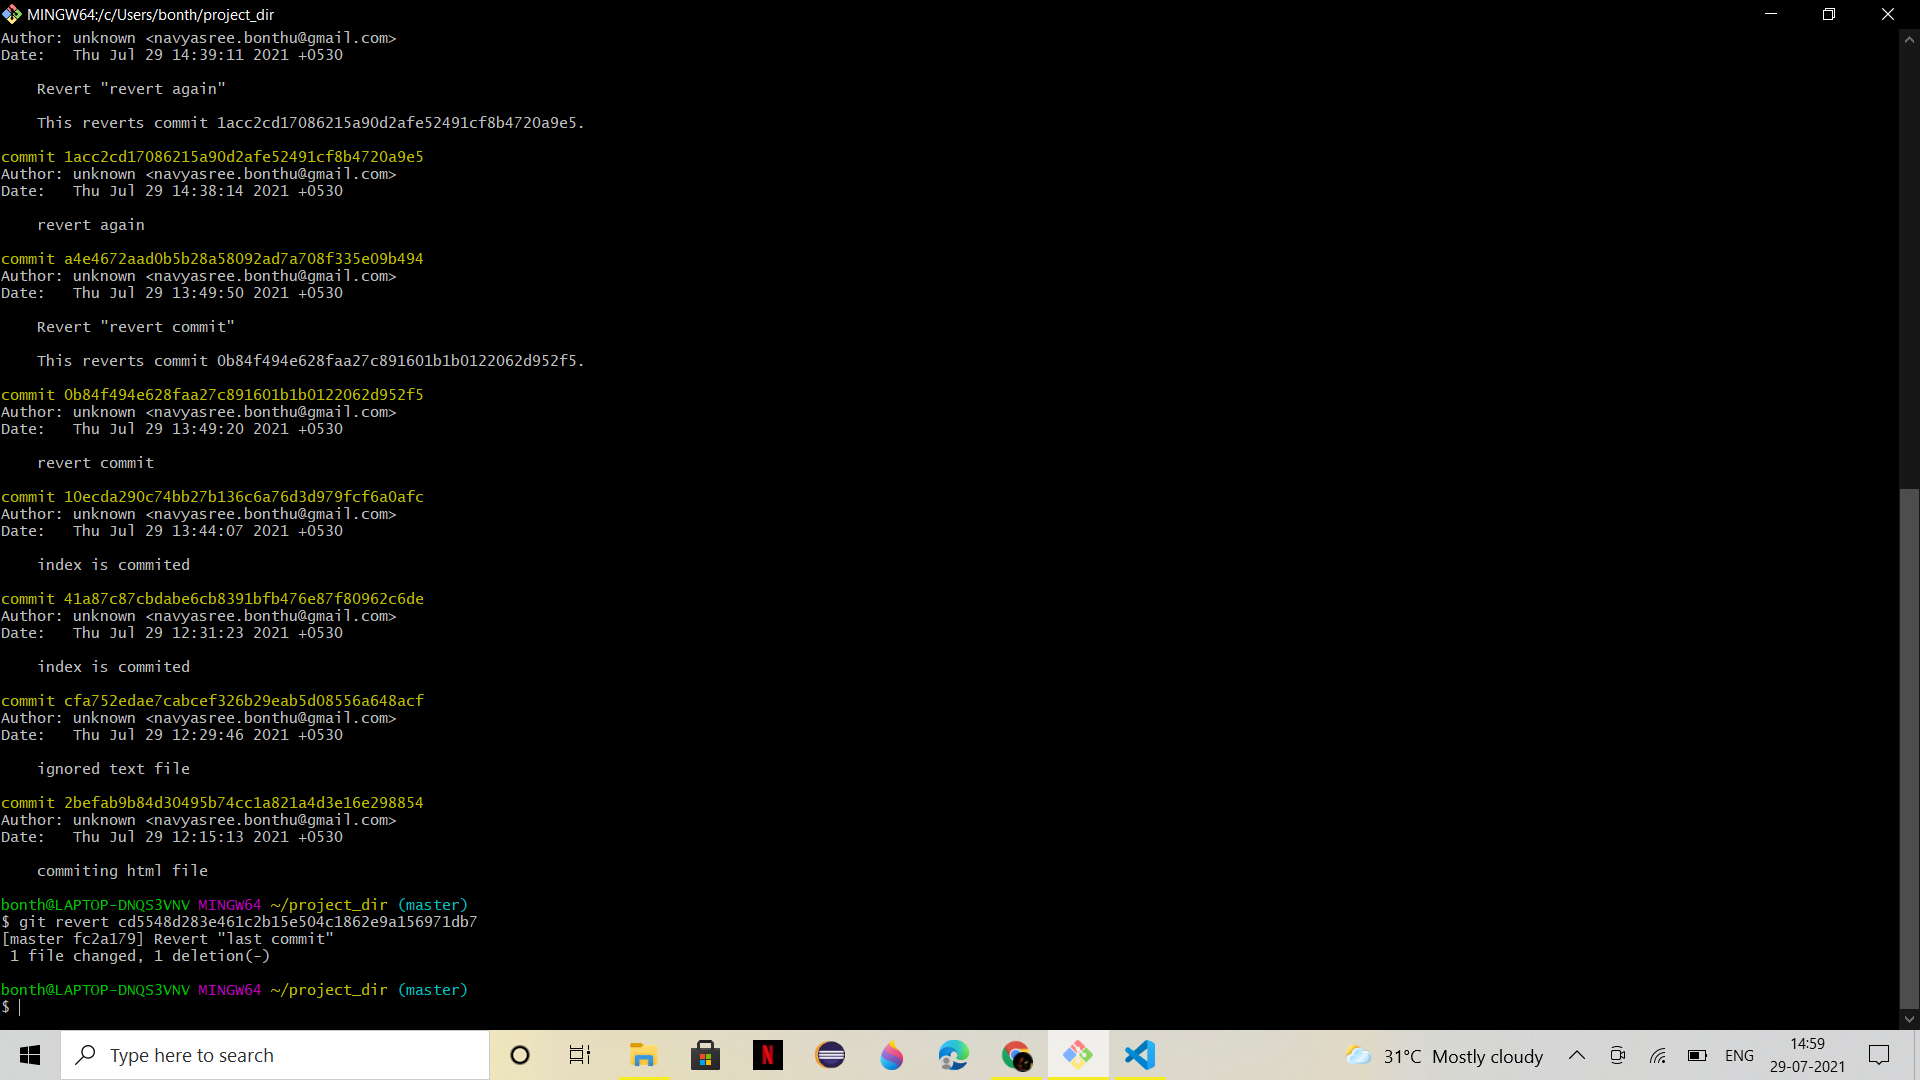 MINGW64:/c/Users/bonth/project_dir
Author: unknown <navyasree.bonthu@gmail.com>
Date:   Thu Jul 29 14:39:11 2021 +0530
    Revert "revert again"
    This reverts commit 1acc2cd17086215a90d2afe52491cf8b4720a9e5.
commit 1acc2cd17086215a90d2afe52491cf8b4720a9e5
Author: unknown <navyasree.bonthu@gmail.com>
Date:   Thu Jul 29 14:38:14 2021 +0530
    revert again
commit a4e4672aad0b5b28a58092ad7a708f335e09b494
Author: unknown <navyasree.bonthu@gmail.com>
Date:   Thu Jul 29 13:49:50 2021 +0530
    Revert "revert commit"
    This reverts commit 0b84f494e628faa27c891601b1b0122062d952f5.
commit 0b84f494e628faa27c891601b1b0122062d952f5
Author: unknown <navyasree.bonthu@gmail.com>
Date:   Thu Jul 29 13:49:20 2021 +0530
    revert commit
commit 10ecda290c74bb27b136c6a76d3d979fcf6a0afc
Author: unknown <navyasree.bonthu@gmail.com>
Date:   Thu Jul 29 13:44:07 2021 +0530
    index is commited
commit 41a87c87cbdabe6cb8391bfb476e87f80962c6de
Author: unknown <navyasree.bonthu@gmail.com>
Date:   Thu Jul 29 12:31:23 2021 +0530
    index is commited
commit cfa752edae7cabcef326b29eab5d08556a648acf
Author: unknown <navyasree.bonthu@gmail.com>
Date:   Thu Jul 29 12:29:46 2021 +0530
    ignored text file
commit 2befab9b84d30495b74cc1a821a4d3e16e298854
Author: unknown <navyasree.bonthu@gmail.com>
Date:   Thu Jul 29 12:15:13 2021 +0530
    commiting html file
bonth@LAPTOP-DNQS3VNV MINGW64 ~/project_dir (master)
$ git revert cd5548d283e461c2b15e504c1862e9a156971db7
[master fc2a179] Revert "last commit"
 1 file changed, 1 deletion(-)
bonth@LAPTOP-DNQS3VNV MINGW64 ~/project_dir (master)
$
Type here to search
N
31°C Mostly cloudy
ENG
14:59
29-07-2021